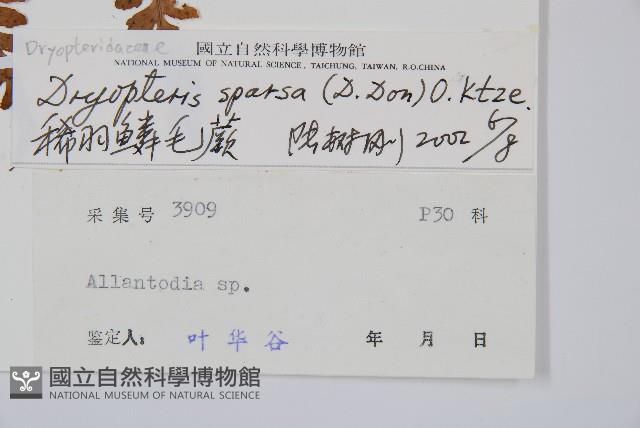 Dryopteridaceae
國立自然科學博物館
NATIONAL MUSEUM OF NATURAL SCIENCE, TAICHUNG, TAIWAN, R.O.CHINA
Dryopteris sparsa (D. Don) O. Ktze.
稀羽鱗毛蕨 2002 6/8
采集号 3909 P30 科
Allantodia sp.
鉴定人: 叶华谷 年 月 日
國立自然科學博物館
NATIONAL MUSEUM OF NATURAL SCIENCE